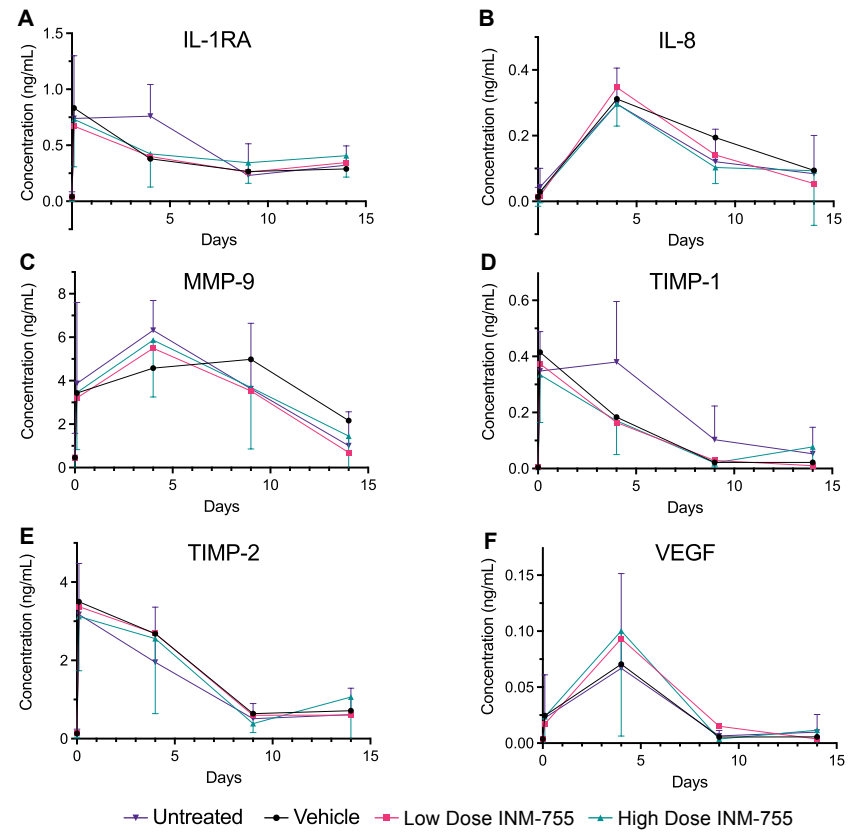 A
IL-1RA
Concentration (ng/mL)
1.5
1.0
0.5
0.0
5
10
15
Days
B
IL-8
Concentration (ng/mL)
0.4
0.2
0.0
5
10
15
Days
C
MMP-9
Concentration (ng/mL)
8
6
4
2
0
0
5
10
15
Days
D
TIMP-1
Concentration (ng/mL)
0.6
0.4
0.2
0.0
0
5
10
15
Days
E
TIMP-2
Concentration (ng/mL)
4
2
0
0
5
10
15
Days
F
VEGF
Concentration (ng/mL)
0.15
0.10
0.05
0.00
0
5
10
15
Days
Untreated Vehicle Low Dose INM-755 High Dose INM-755